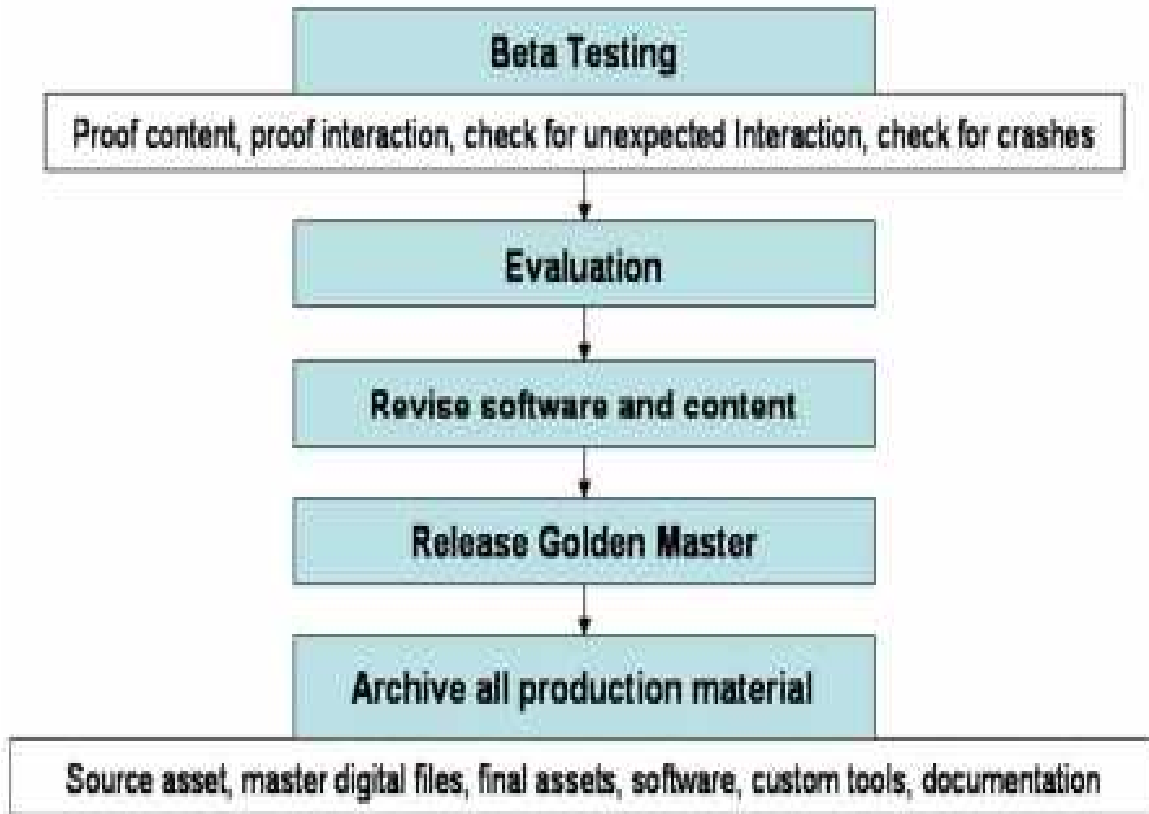 Beta Testing
Proof content, proof interaction, check for unexpected Interaction, check for crashes
Evaluation
Revise software and content
Release Golden Master
Archive all production material
Source asset, master digital files, final assets, software, custom tools, documentation